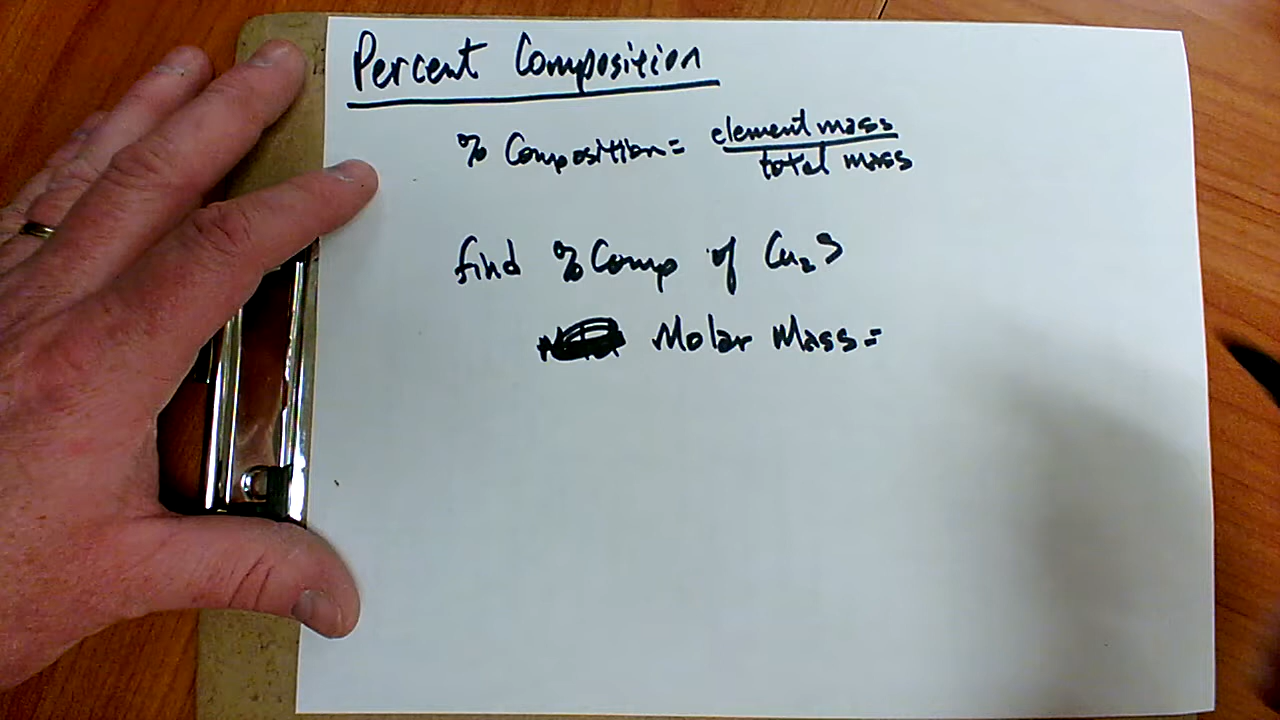 Percent Composition
% Composition = element mass / total mass
find % Comp of Cu₂S
Molar Mass =